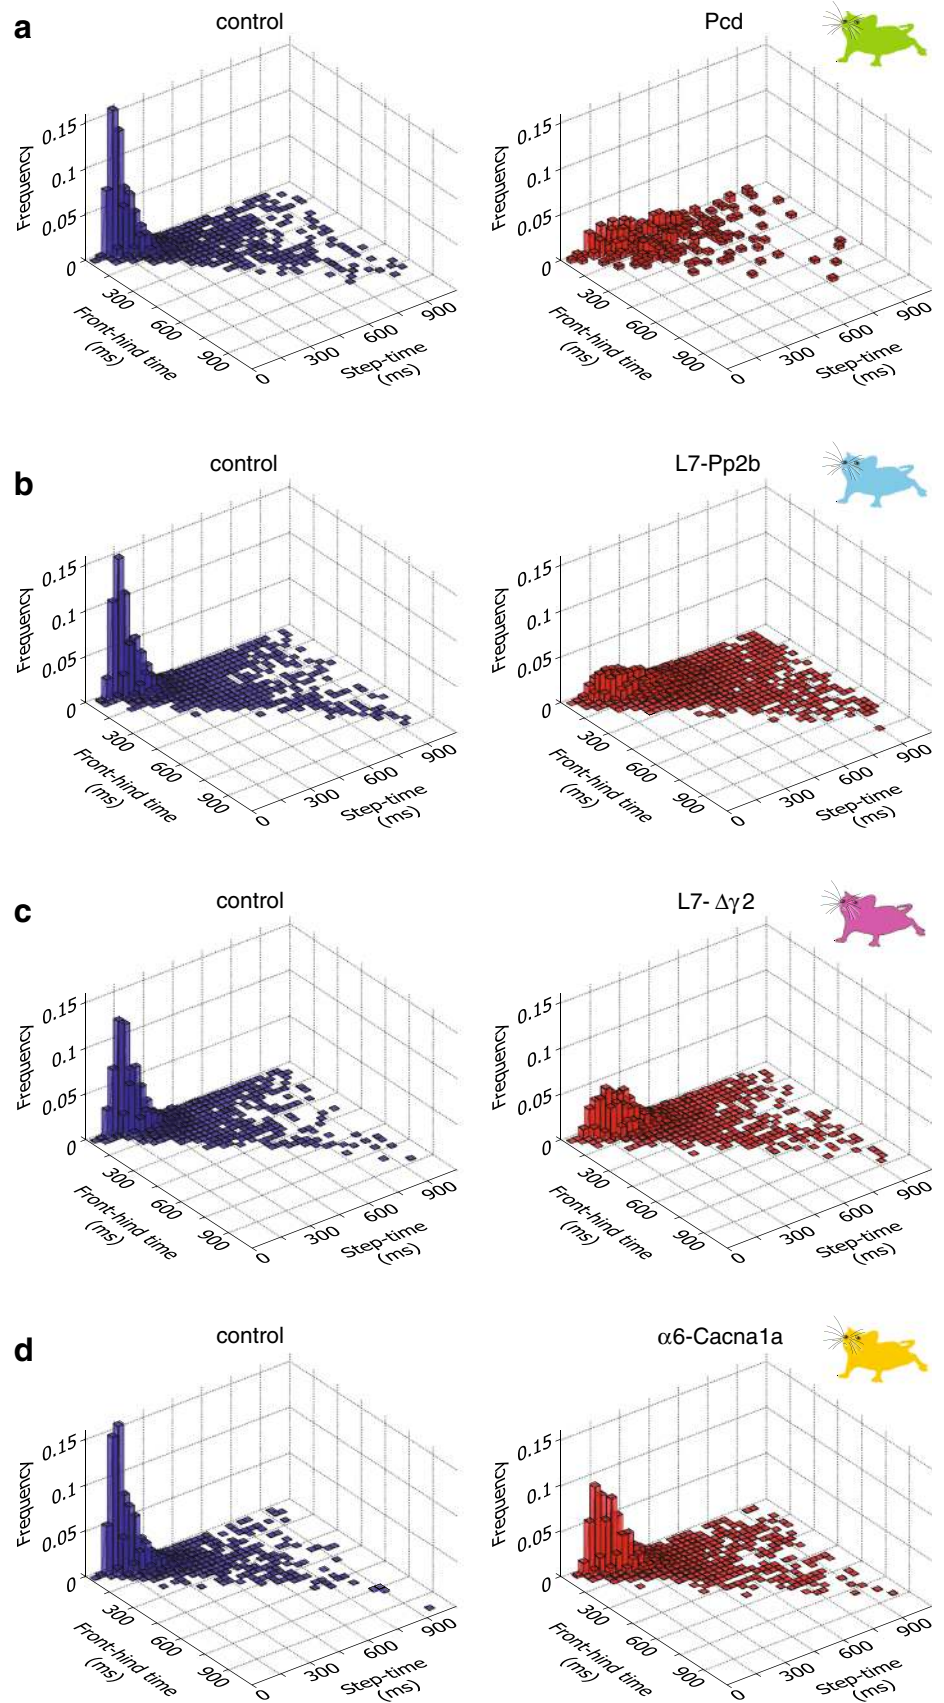 a
control
Pcd
Frequency
0.15
0.1
0.05
0
300
600
900
Front-hind time
(ms)
0
300
600
900
Step-time
(ms)
Frequency
0.15
0.1
0.05
0
300
600
900
Front-hind time
(ms)
0
300
600
900
Step-time
(ms)
b
control
L7-Pp2b
Frequency
0.15
0.1
0.05
0
300
600
900
Front-hind time
(ms)
0
300
600
900
Step-time
(ms)
Frequency
0.15
0.1
0.05
0
300
600
900
Front-hind time
(ms)
0
300
600
900
Step-time
(ms)
c
control
L7- Δγ2
Frequency
0.15
0.1
0.05
0
300
600
900
Front-hind time
(ms)
0
300
600
900
Step-time
(ms)
Frequency
0.15
0.1
0.05
0
300
600
900
Front-hind time
(ms)
0
300
600
900
Step-time
(ms)
d
control
α6-Cacna1a
Frequency
0.15
0.1
0.05
0
300
600
900
Front-hind time
(ms)
0
300
600
900
Step-time
(ms)
Frequency
0.15
0.1
0.05
0
300
600
900
Front-hind time
(ms)
0
300
600
900
Step-time
(ms)